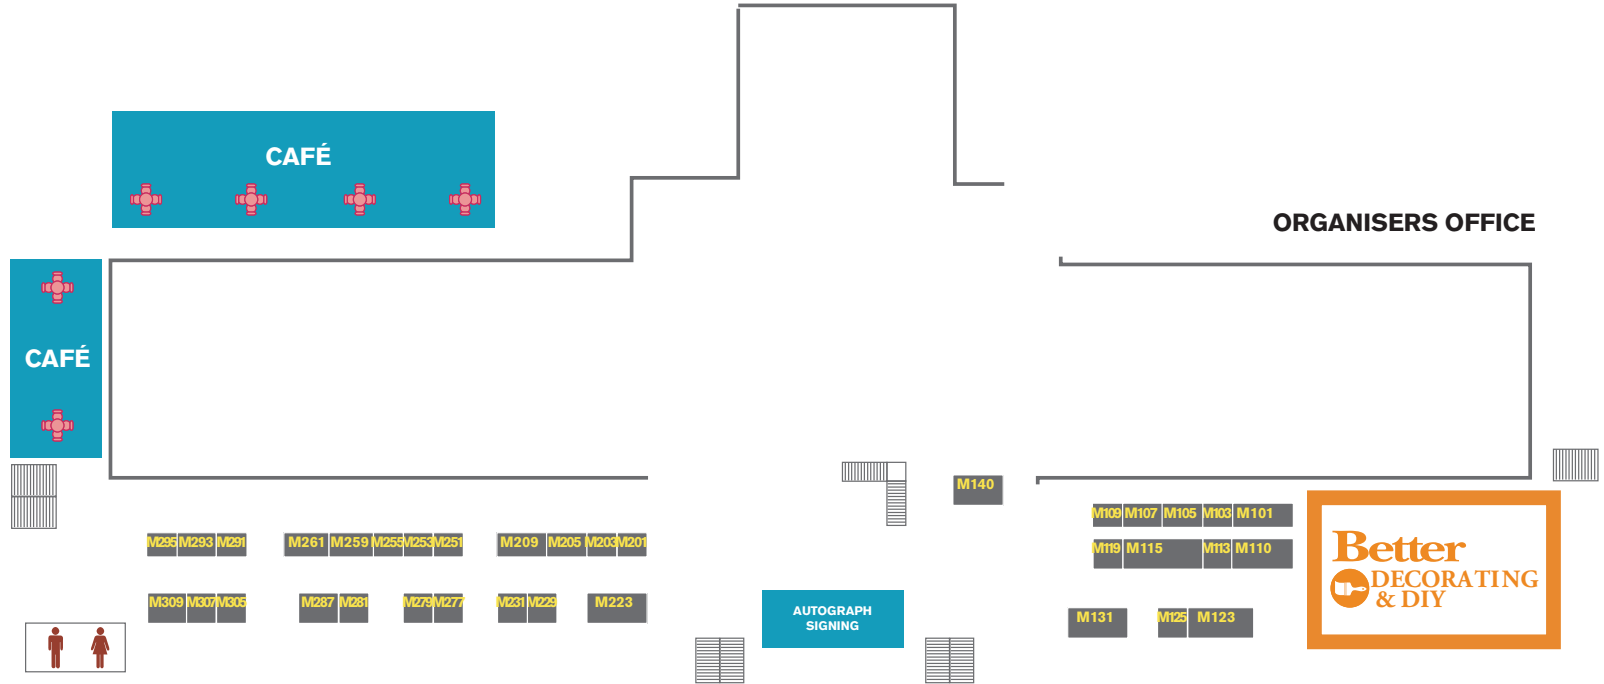 CAFÉ
ORGANISERS OFFICE
CAFÉ
M140
M109 M107 M105 M103 M101
M295 M293 M291 M261 M259 M255 M253 M251 M209 M205 M203 M201
M119 M115 M113 M110
Better
DECORATING
& DIY
M309 M307 M305 M287 M281 M279 M277 M231 M229 M223
AUTOGRAPH
SIGNING
M131 M125 M123